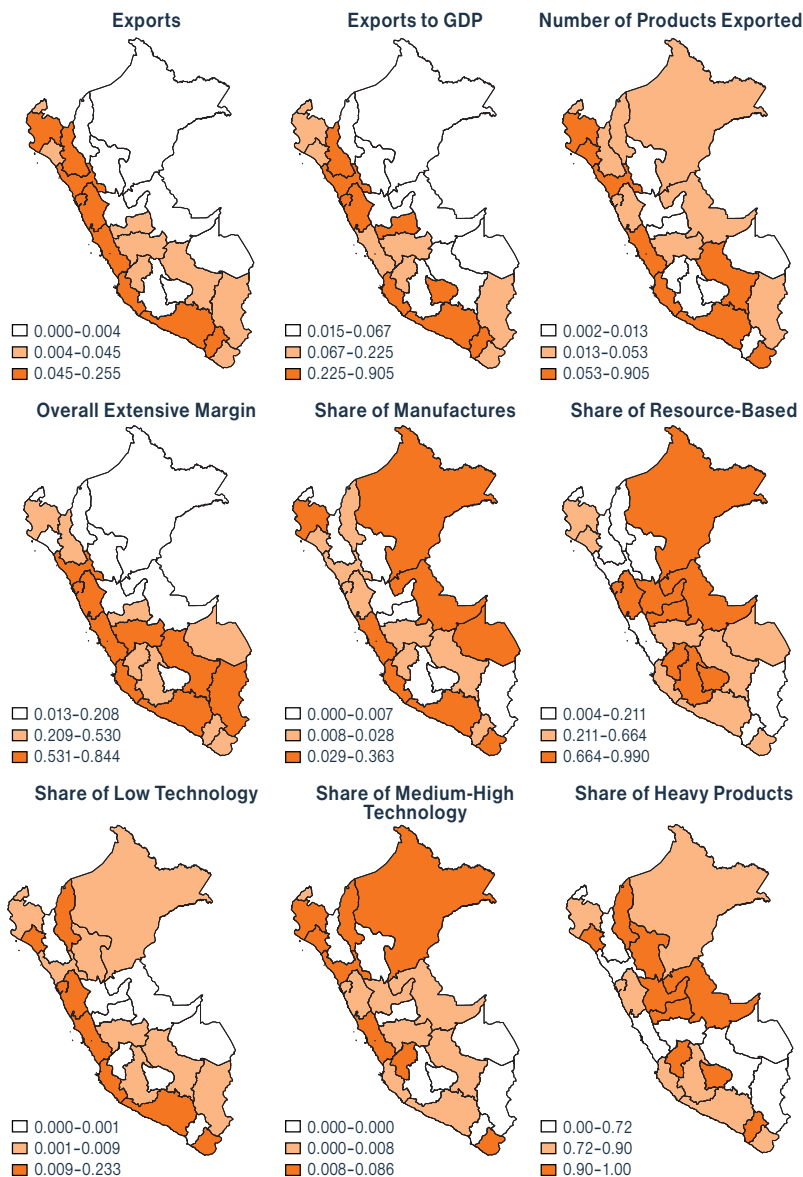 Exports
0.000–0.004
0.004–0.045
0.045–0.255
Exports to GDP
0.015–0.067
0.067–0.225
0.225–0.905
Number of Products Exported
0.002–0.013
0.013–0.053
0.053–0.905
Overall Extensive Margin
0.013–0.208
0.209–0.530
0.531–0.844
Share of Manufactures
0.000–0.007
0.008–0.028
0.029–0.363
Share of Resource-Based
0.004–0.211
0.211–0.664
0.664–0.990
Share of Low Technology
0.000–0.001
0.001–0.009
0.009–0.233
Share of Medium-High
Technology
0.000–0.000
0.000–0.008
0.008–0.086
Share of Heavy Products
0.00–0.72
0.72–0.90
0.90–1.00